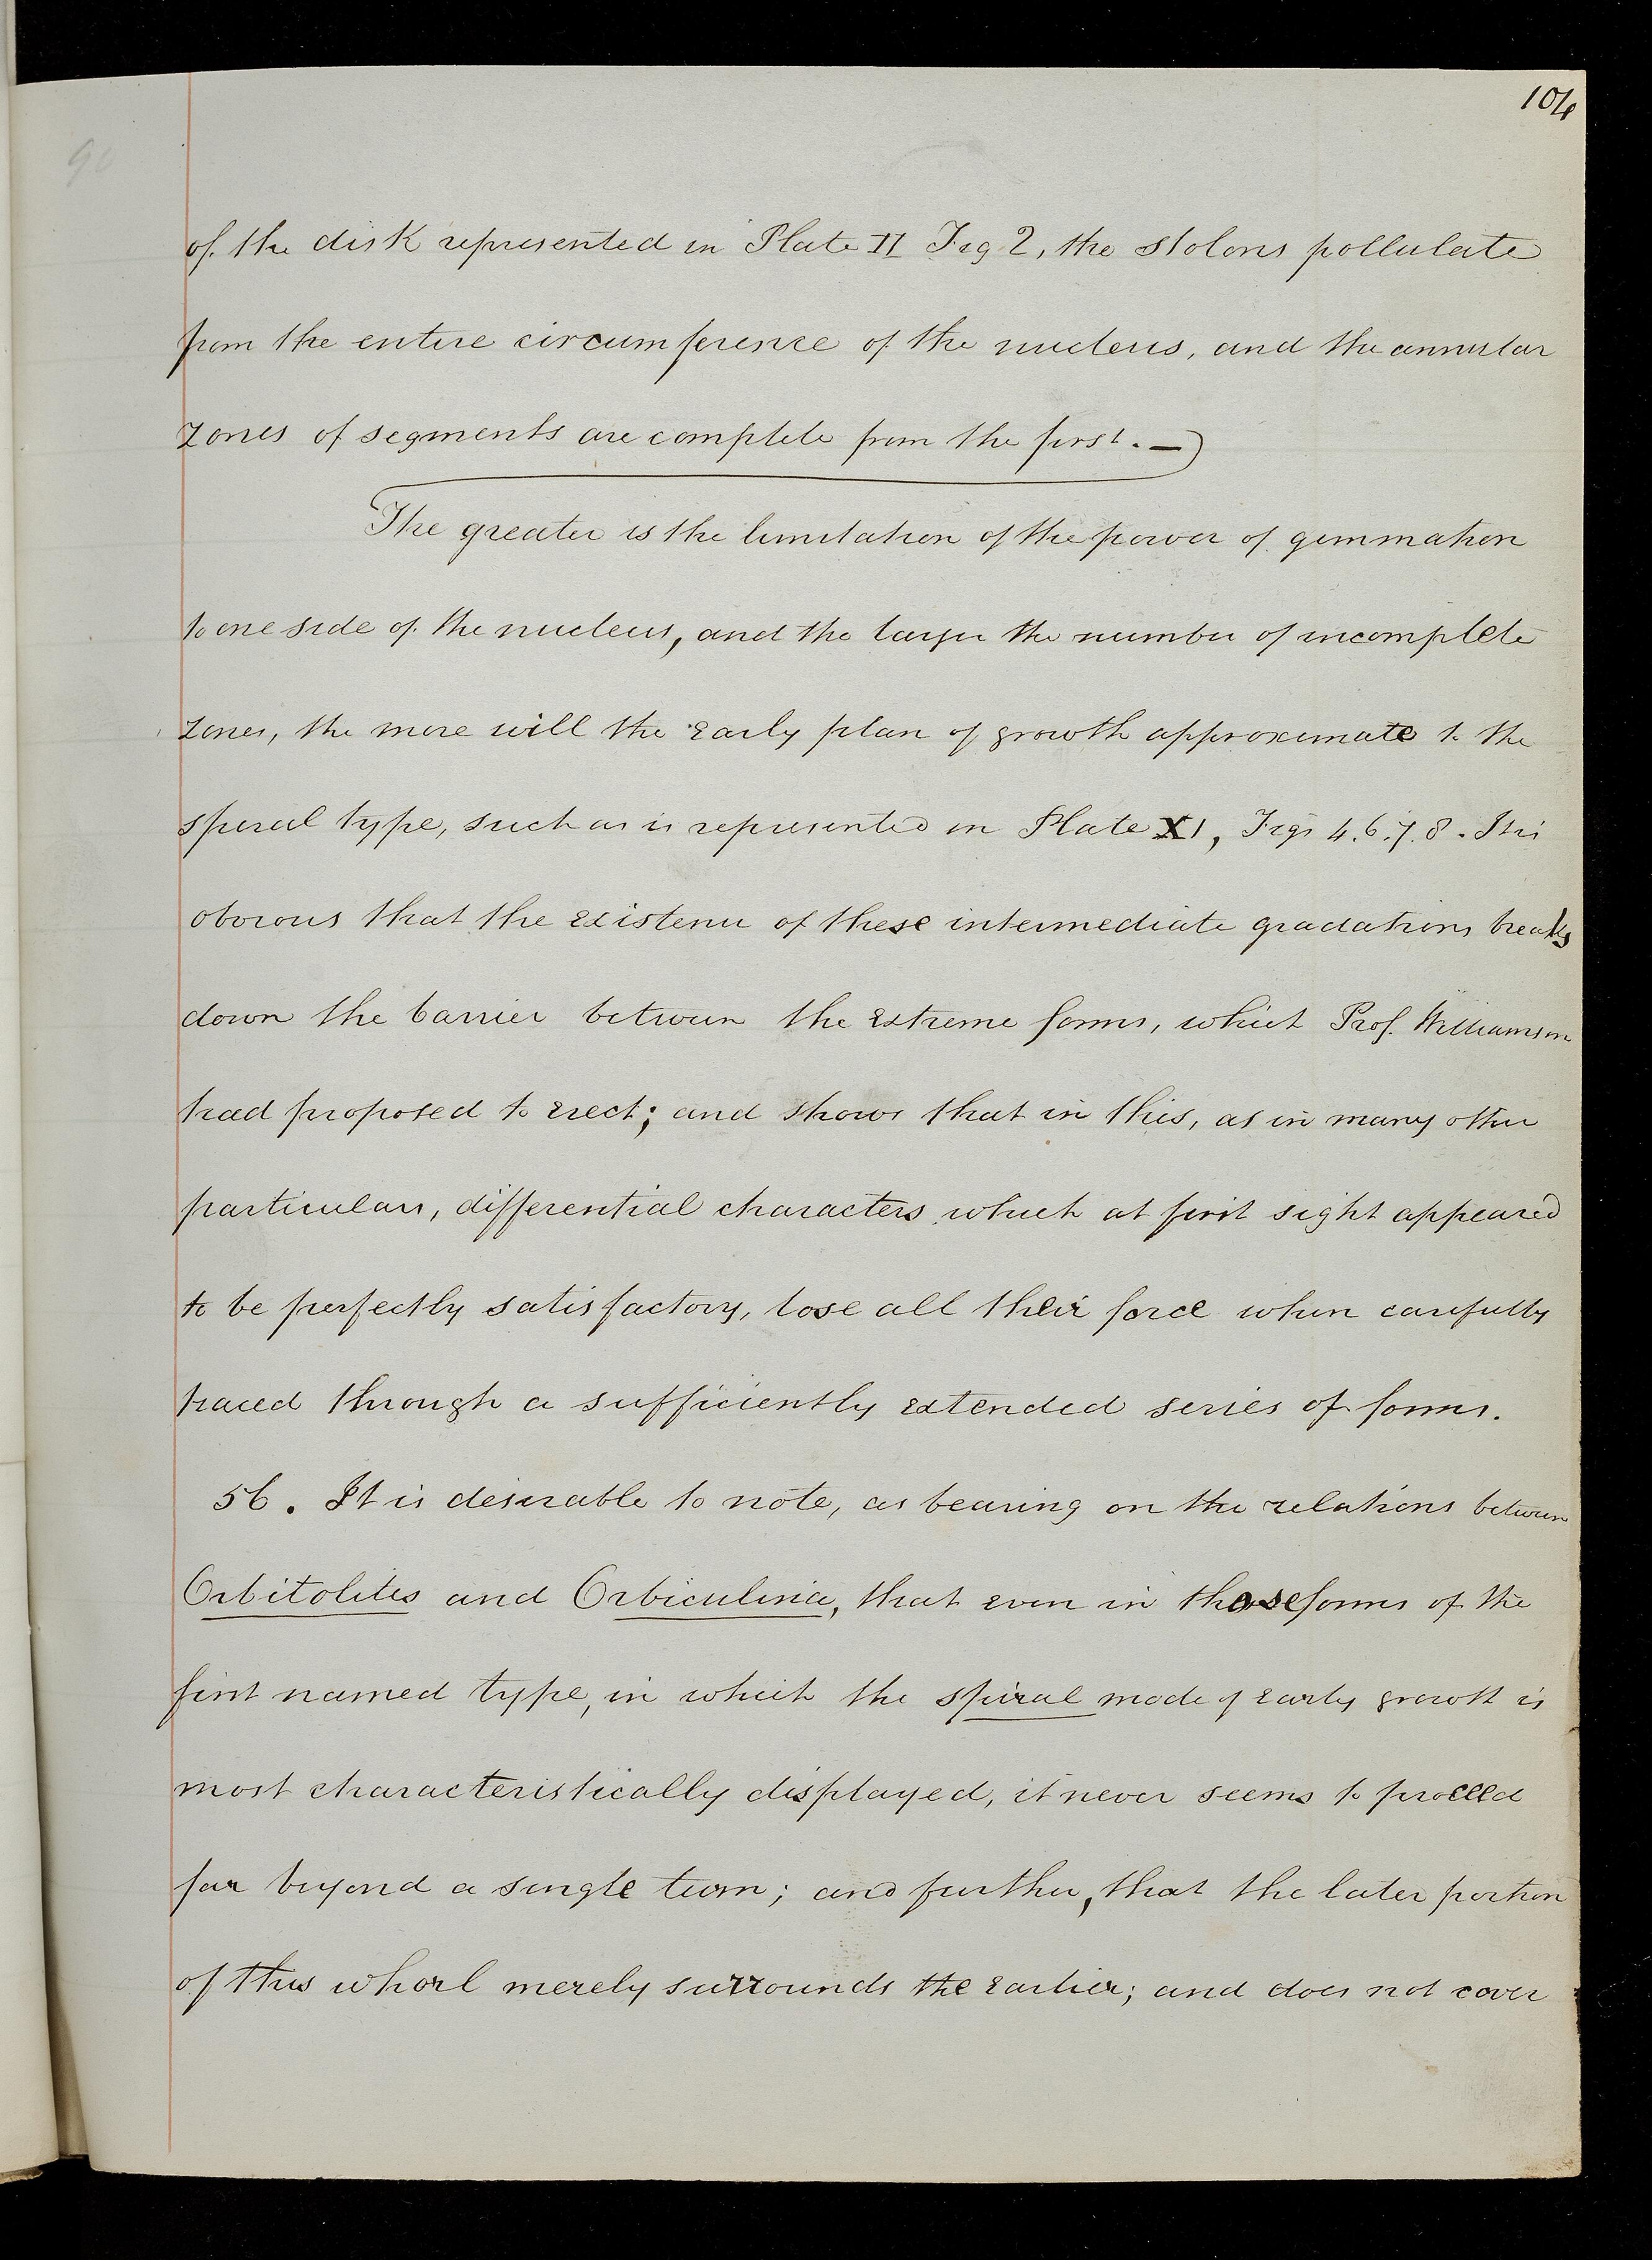 104
90
of the disk represented in Plate II Fig 2, the stolons pollulate
from the entire circumference of the nucleus, and the annular
zones of segments are complete from the first. —
The greater is the limitation of the power of gemmation
to one side of the nucleus, and the larger the number of incomplete
zones, the more will the early plan of growth approximate to the
spiral type, such as is represented in Plate XI, Figs 4. 6. 7. 8. It is
obvious that the existence of these intermediate gradations breaks
down the barrier between the extreme forms, which Prof. Williamson
had proposed to erect; and shows that in this, as in many other
particulars, differential characters which at first sight appeared
to be perfectly satisfactory, lose all their force when carefully
traced through a sufficiently extended series of forms.
56. It is desirable to note, as bearing on the relations between
Orbitolites and Orbiculina, that even in those forms of the
first named type, in which the spiral mode of early growth is
most characteristically displayed, it never seems to proceed
far beyond a single turn; and further, that the later portion
of this whorl merely surrounds the earlier; and does not cover